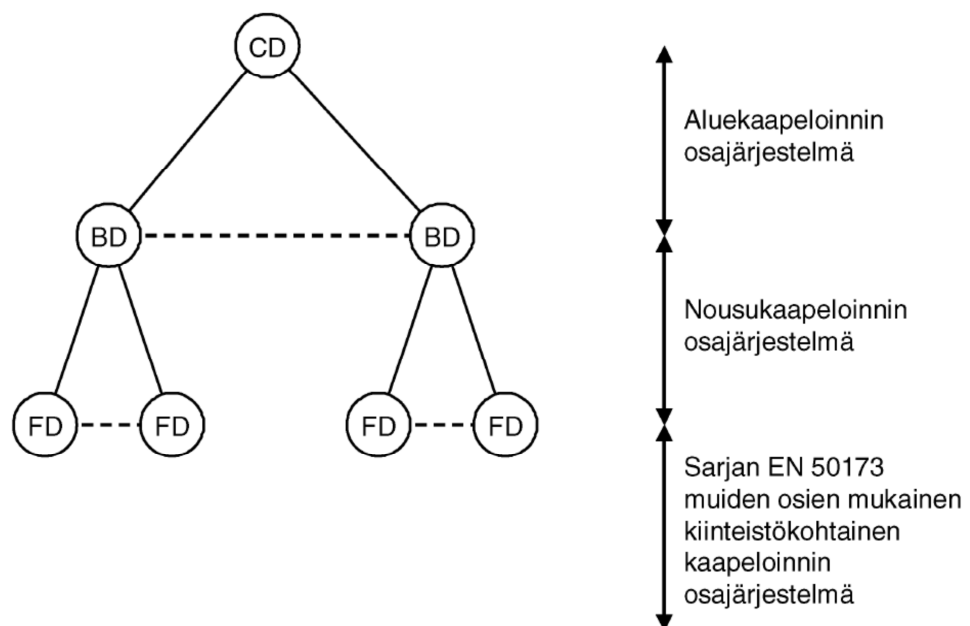 CD
Aluekaapeloinnin
osajärjestelmä
BD
BD
Nousukaapeloinnin
osajärjestelmä
FD
FD
FD
FD
Sarjan EN 50173
muiden osien mukainen
kiinteistökohtainen
kaapeloinnin
osajärjestelmä